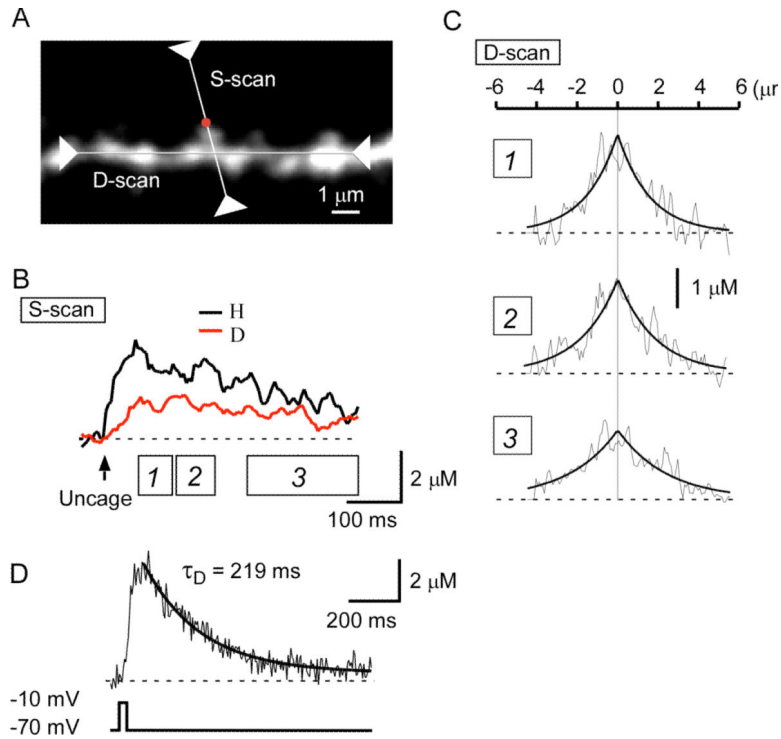 A
S-scan
D-scan
1 μm
B
S-scan
H
D
Uncage
1
2
3
2 μM
100 ms
C
D-scan
-6 -4 -2 0 2 4 6 (μr
1
1 μM
2
3
D
τD = 219 ms
2 μM
200 ms
-10 mV
-70 mV